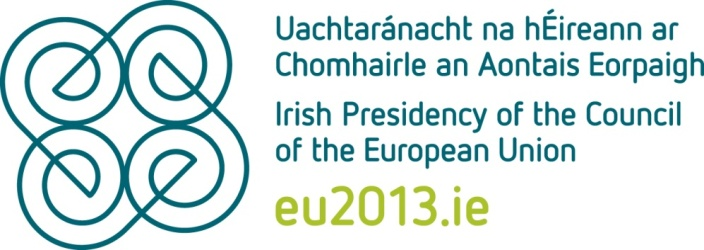 Uachtaránacht na hÉireann ar
Chomhairle an Aontais Eorpaigh
Irish Presidency of the Council
of the European Union
eu2013.ie